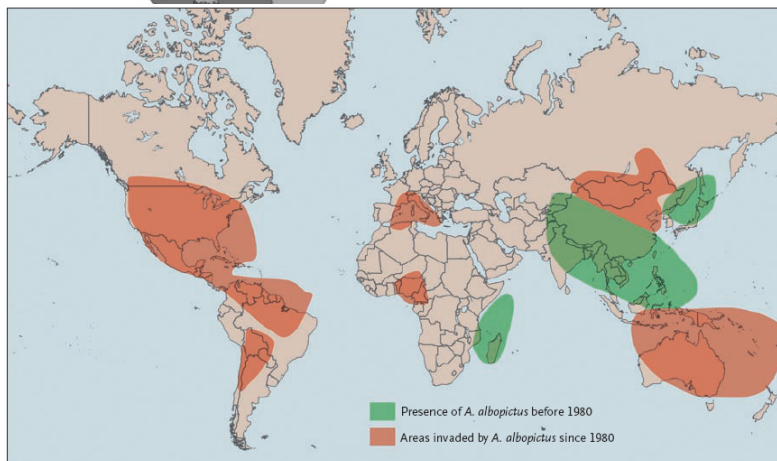 Presence of A. albopictus before 1980
Areas invaded by A. albopictus since 1980